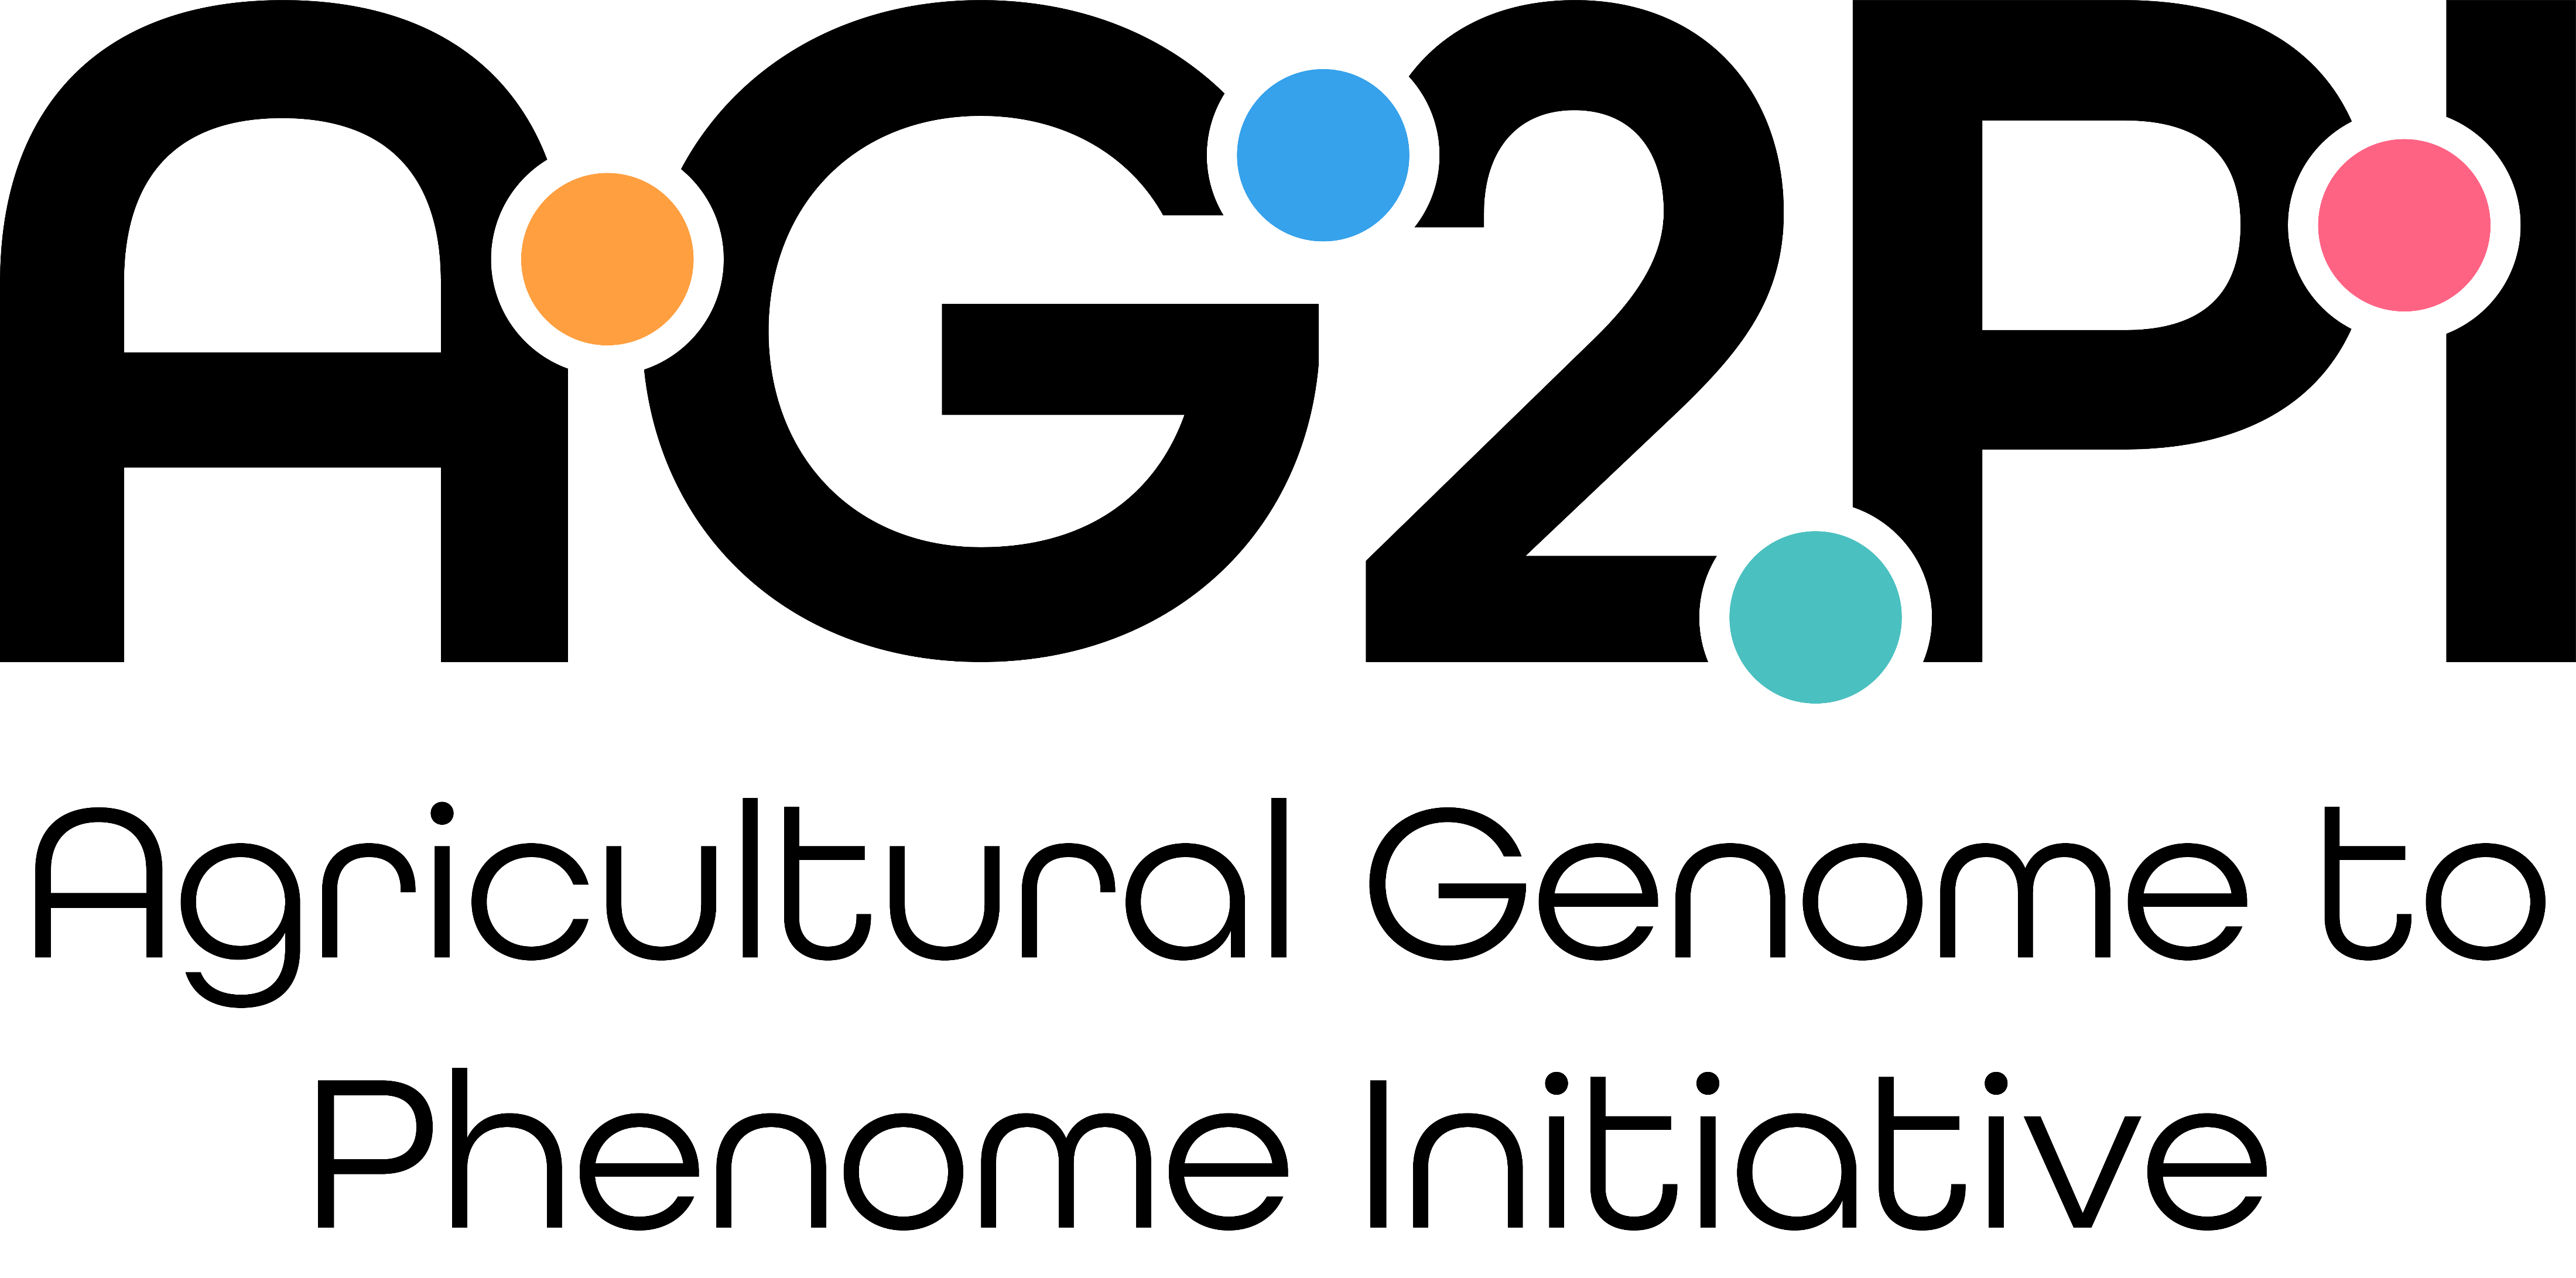 AG2PI
Agricultural Genome to
Phenome Initiative